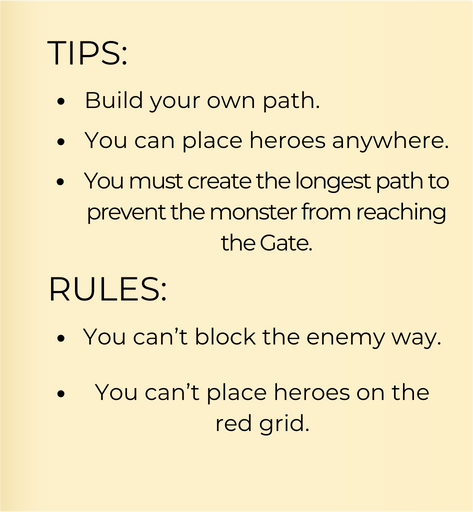 TIPS:
• Build your own path.
• You can place heroes anywhere.
• You must create the longest path to
prevent the monster from reaching
the Gate.
RULES:
• You can’t block the enemy way.
• You can’t place heroes on the
red grid.